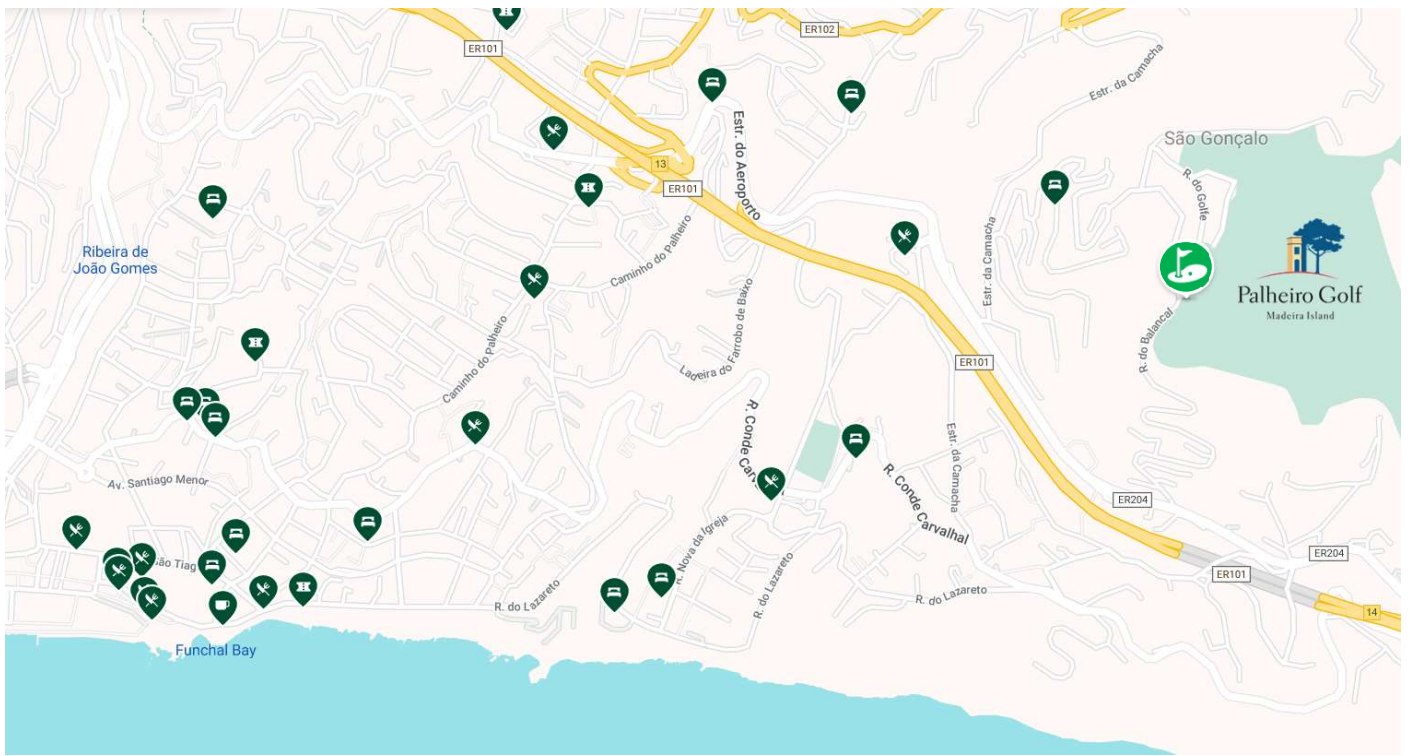 ER101
ER102
Estr. da Camacha
São Gonçalo
Estr. do Aeroporto
13
ER101
R. do Golfe
Caminho do Palheiro
Ribeira de
João Gomes
Estr. da Camacha
Palheiro Golf
Madeira Island
Ladeira do Farrobo de Baixo
R. do Balancal
Caminho do Palheiro
ER101
R. Conde Carv
Estr. da Camacha
Av. Santiago Menor
R. Conde Carvalhal
ER204
R. Nova da Igreja
São Tiag
ER204
ER101
R. do Lazareto
R. do Lazareto
R. do Lazareto
14
Funchal Bay